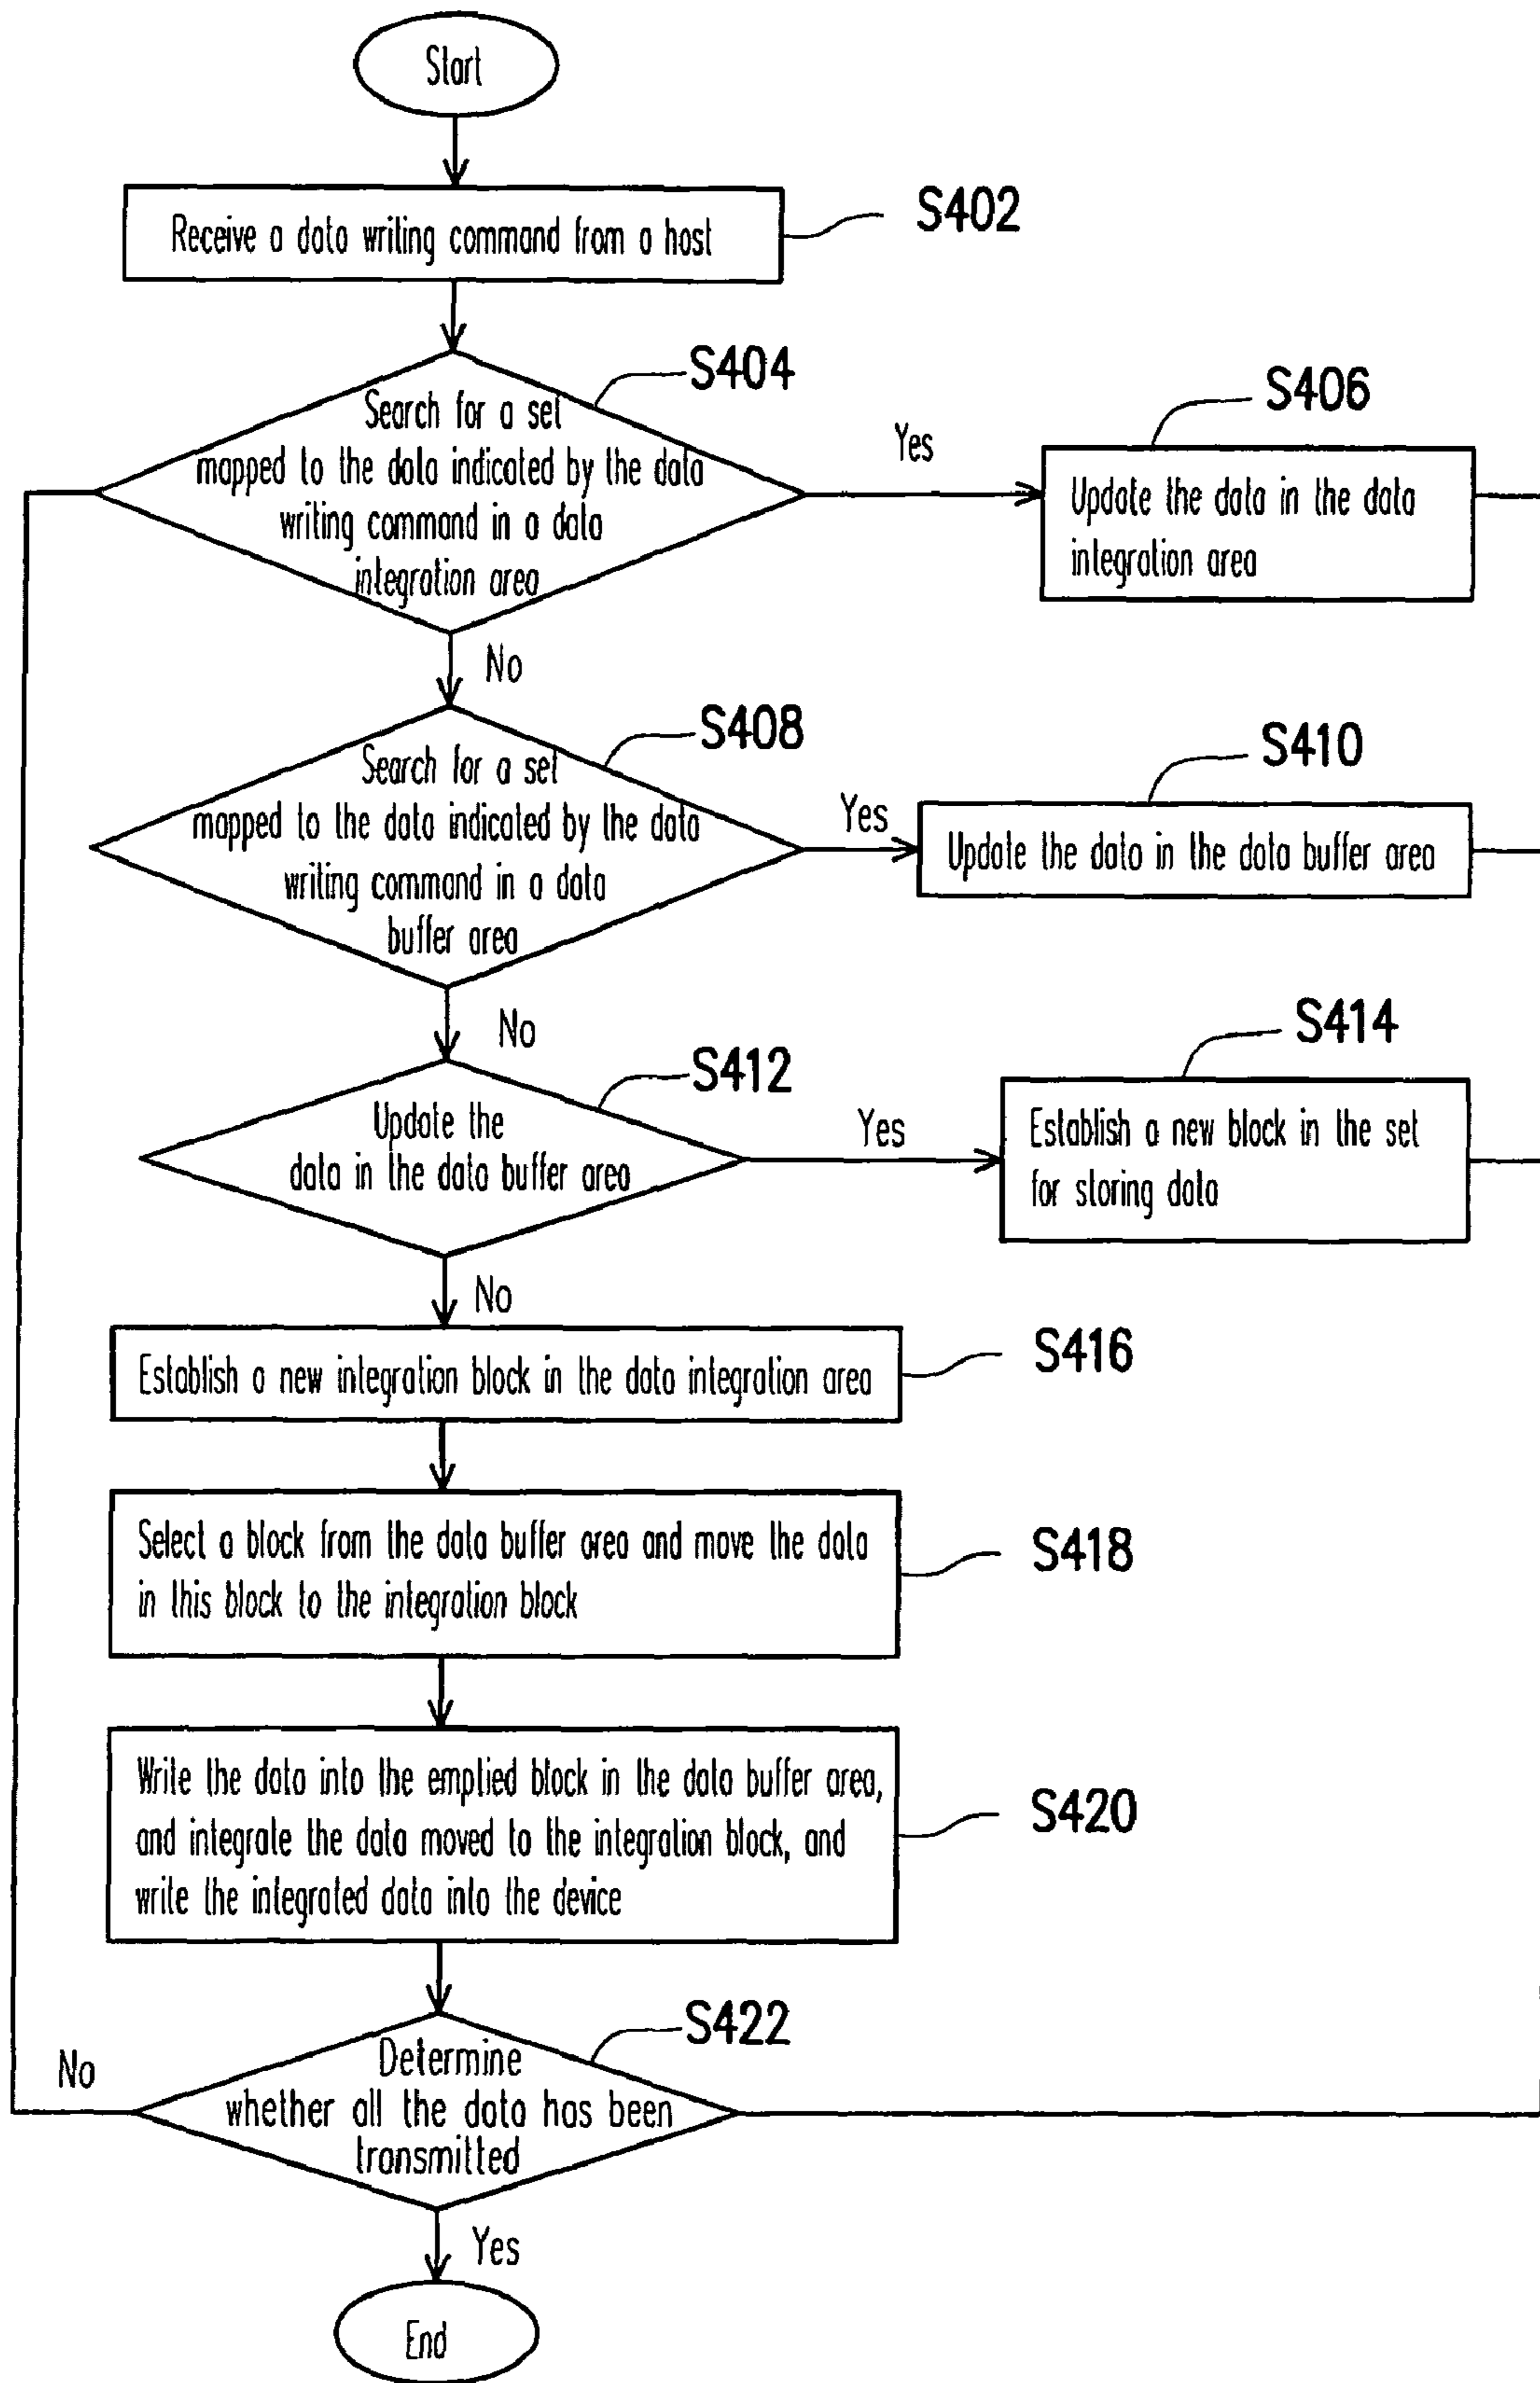 Start
Receive a data writing command from a host
S402
S404
Search for a set
mapped to the data indicated by the data
writing command in a data
integration area
Yes
S406
Update the data in the data
integration area
No
S408
Search for a set
mapped to the data indicated by the data
writing command in a data
buffer area
Yes
S410
Update the data in the data buffer area
No
S412
Update the
data in the data buffer area
Yes
S414
Establish a new block in the set
for storing data
No
Establish a new integration block in the data integration area
S416
Select a block from the data buffer area and move the data
in this block to the integration block
S418
Write the data into the emptied block in the data buffer area,
and integrate the data moved to the integration block, and
write the integrated data into the device
S420
S422
Determine
whether all the data has been
transmitted
No
Yes
End